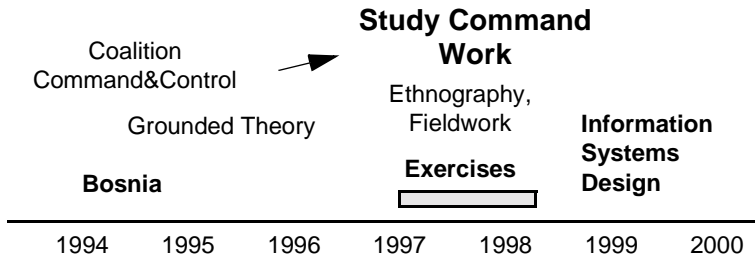 Study Command
Work
Coalition
Command&Control
Ethnography,
Fieldwork
Grounded Theory
Information
Systems
Design
Exercises
Bosnia
1994 1995 1996 1997 1998 1999 2000